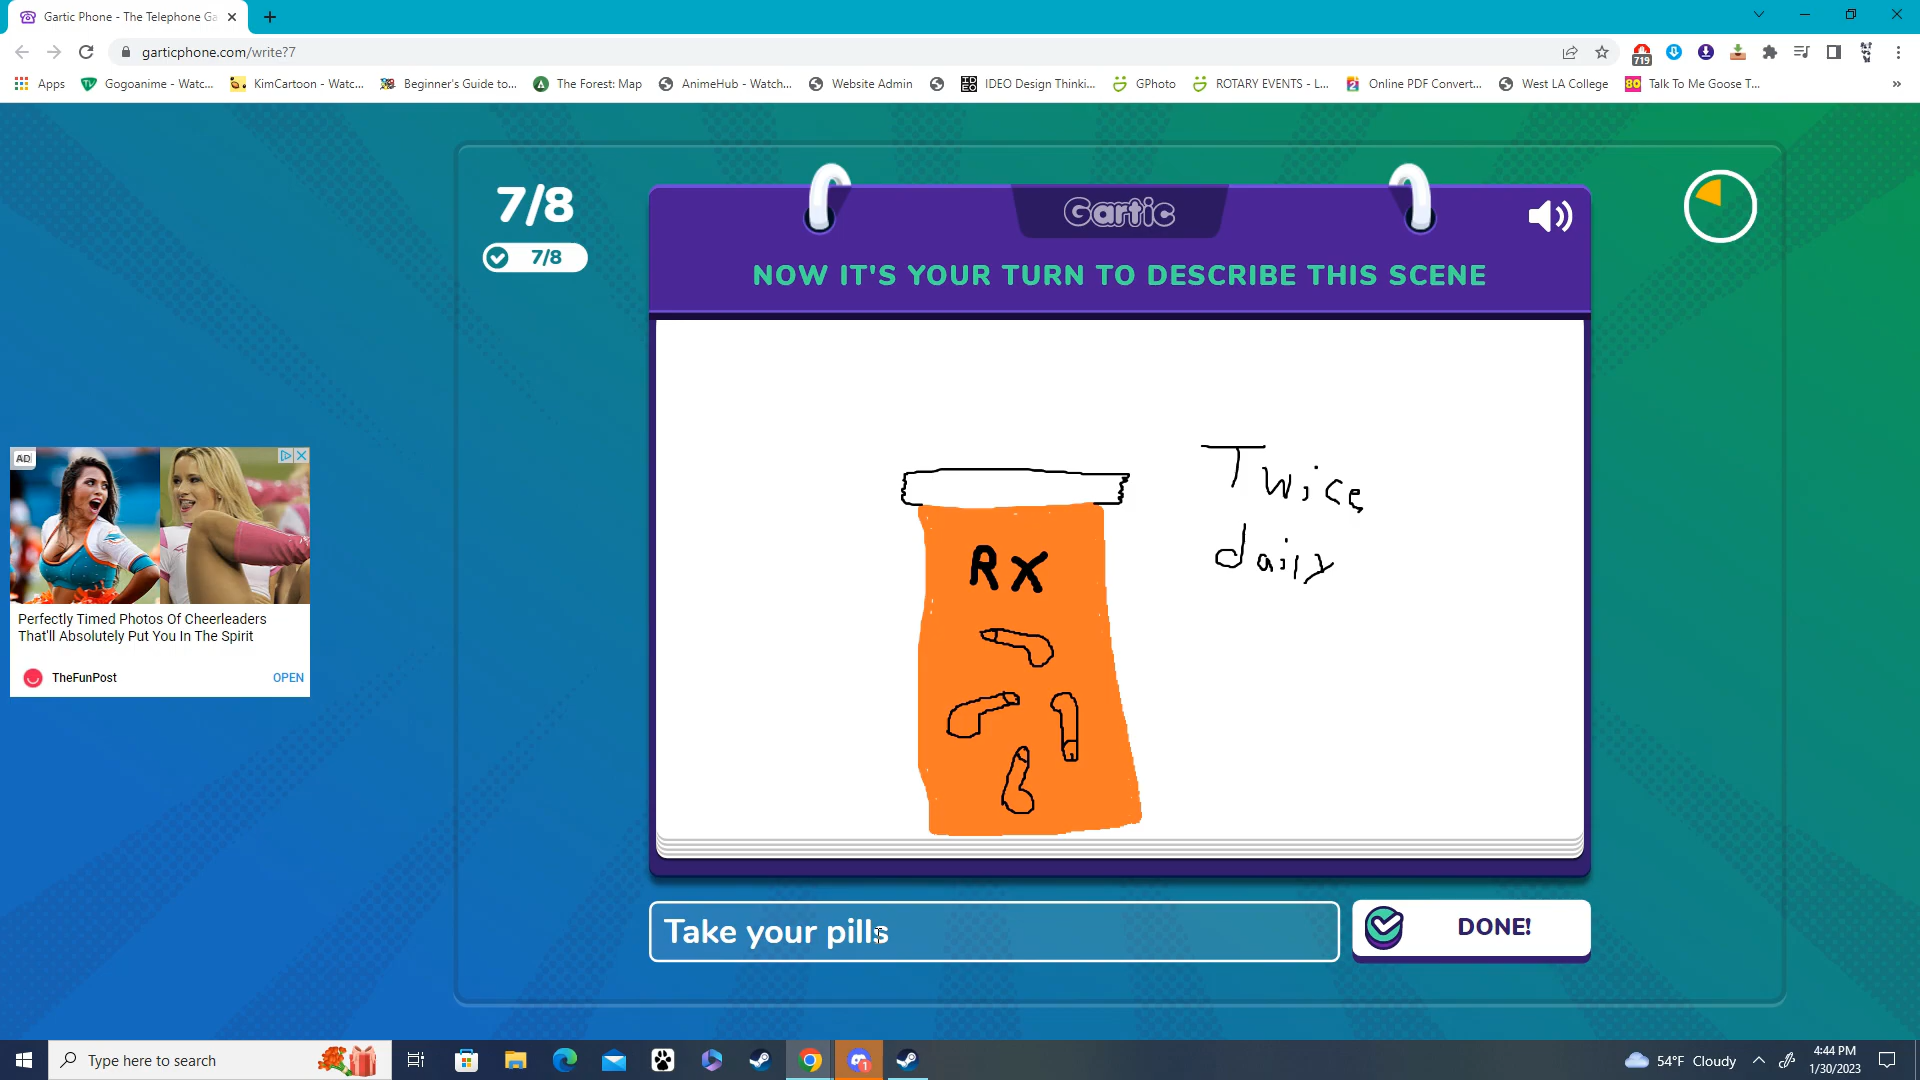 Gartic Phone - The Telephone Ga
garticphone.com/write?7
719
Apps
Gogoanime - Watc...
KimCartoon - Watc...
Beginner's Guide to...
The Forest: Map
AnimeHub - Watch...
Website Admin
IDEO Design Thinki...
GPhoto
ROTARY EVENTS - L...
Online PDF Convert...
West LA College
80 Talk To Me Goose T...
7/8
7/8
Gartic
NOW IT'S YOUR TURN TO DESCRIBE THIS SCENE
Twice
daily
RX
AD
Perfectly Timed Photos Of Cheerleaders
That'll Absolutely Put You In The Spirit
TheFunPost
OPEN
Take your pills
DONE!
Type here to search
1
54°F Cloudy
4:44 PM
1/30/2023